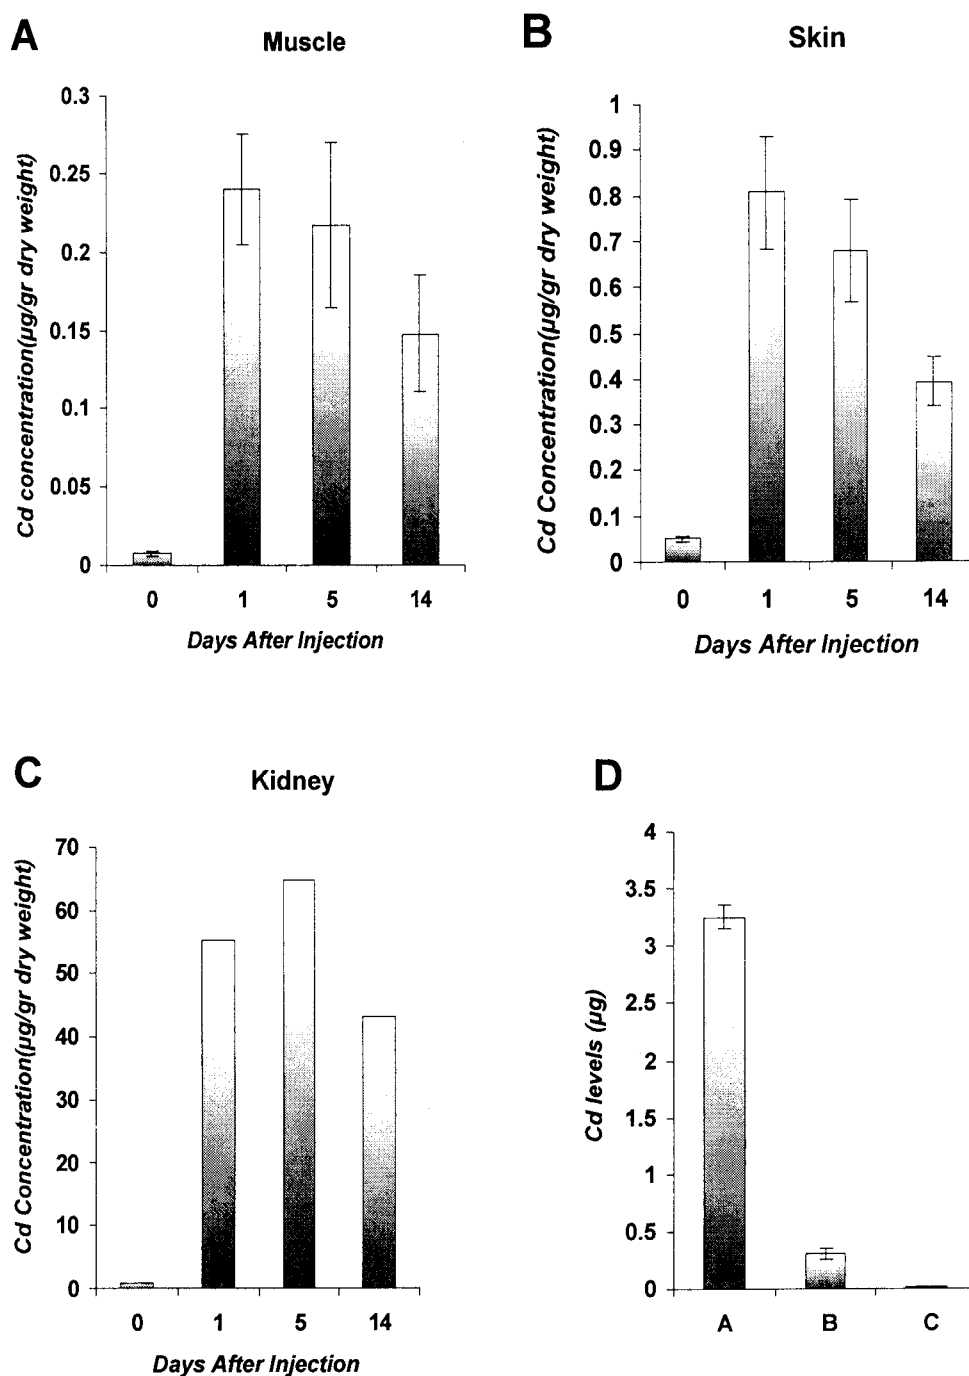 A
Muscle
Cd concentration(µg/gr dry weight)
0.3
0.25
0.2
0.15
0.1
0.05
0
0 1 5 14
Days After Injection
B
Skin
Cd Concentration(µg/gr dry weight)
1
0.9
0.8
0.7
0.6
0.5
0.4
0.3
0.2
0.1
0
0 1 5 14
Days After Injection
C
Kidney
Cd Concentration(µg/gr dry weight)
70
60
50
40
30
20
10
0
0 1 5 14
Days After Injection
D
Cd levels (µg)
4
3.5
3
2.5
2
1.5
1
0.5
0
A B C